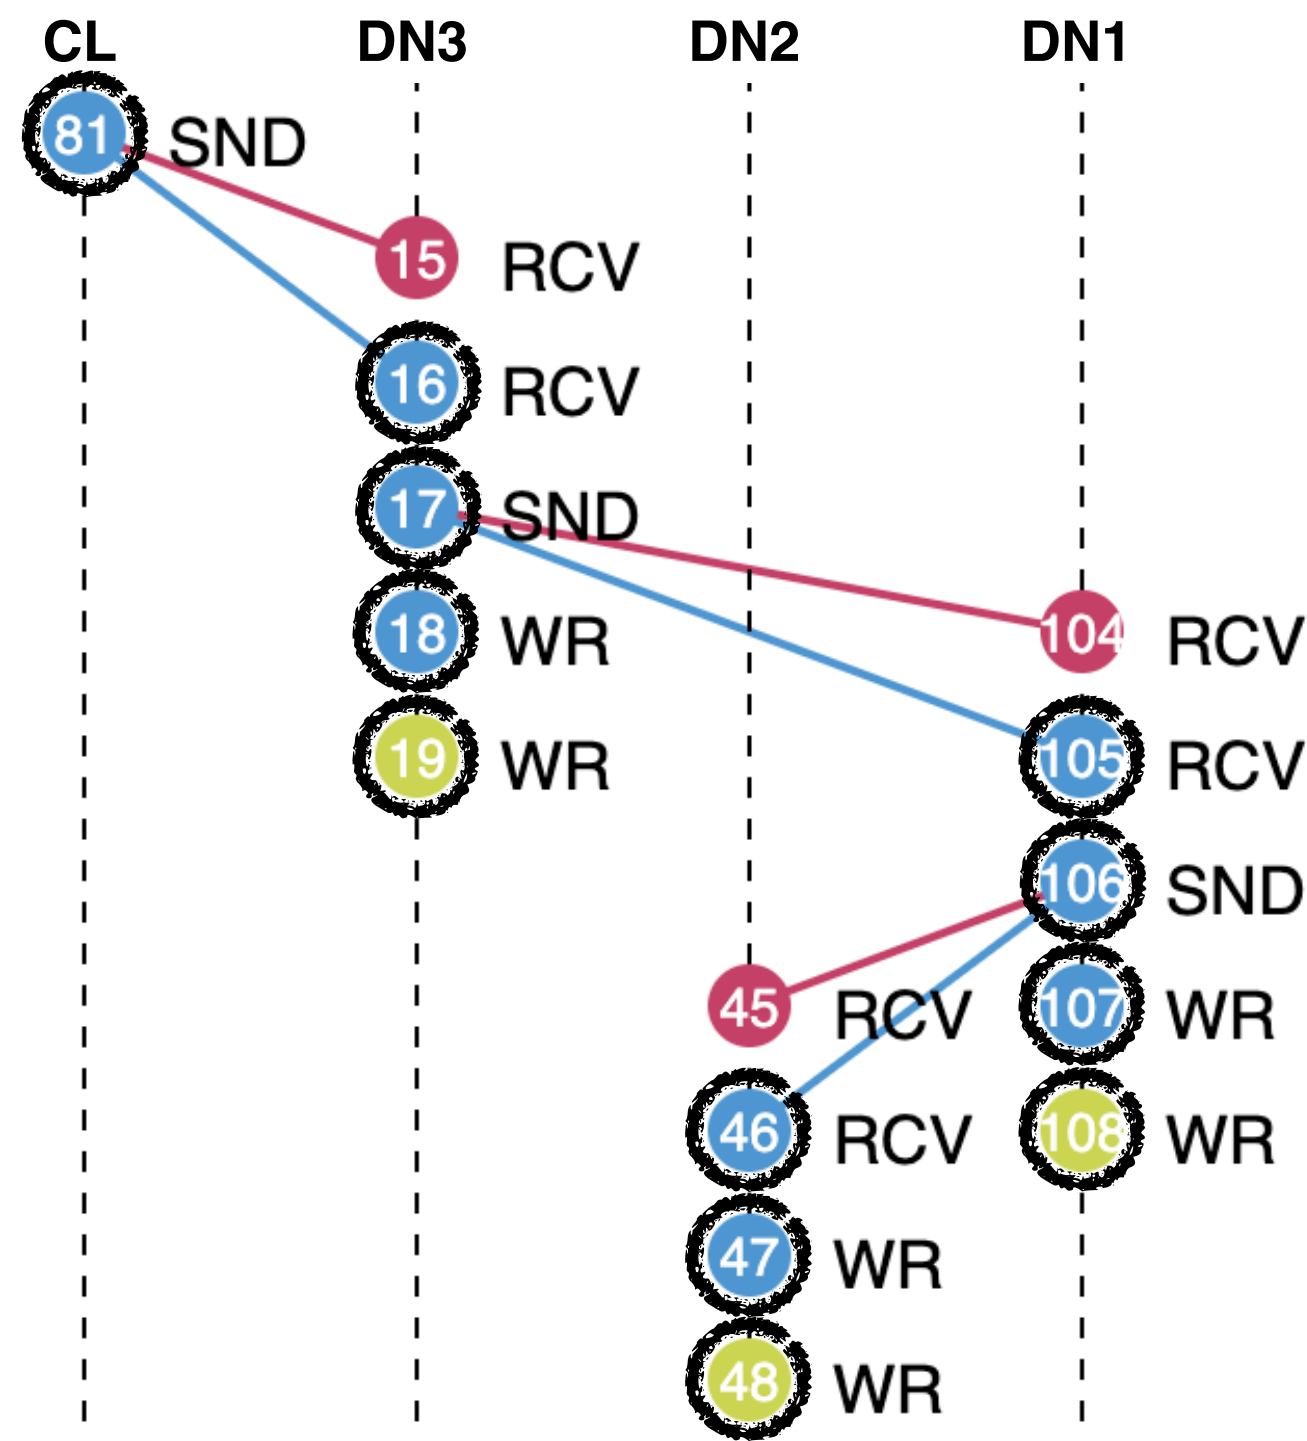 CL DN3 DN2 DN1
81 SND
15 RCV
16 RCV
17 SND
18 WR 104 RCV
19 WR 105 RCV
106 SND
45 RCV 107 WR
46 RCV 108 WR
47 WR
48 WR